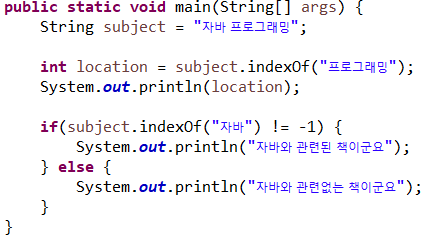 public static void main(String[] args) {
    String subject = "자바 프로그래밍";

    int location = subject.indexOf("프로그래밍");
    System.out.println(location);

    if(subject.indexOf("자바") != -1) {
        System.out.println("자바와 관련된 책이군요");
    } else {
        System.out.println("자바와 관련없는 책이군요");
    }
}